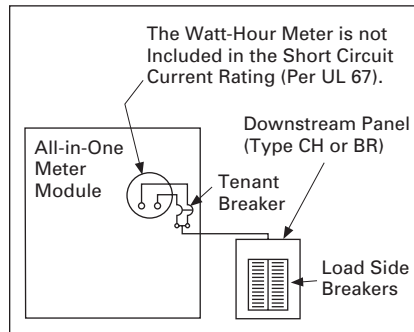 The Watt-Hour Meter is not
Included in the Short Circuit
Current Rating (Per UL 67).
Downstream Panel
(Type CH or BR)
All-in-One
Meter
Module
Tenant
Breaker
Load Side
Breakers